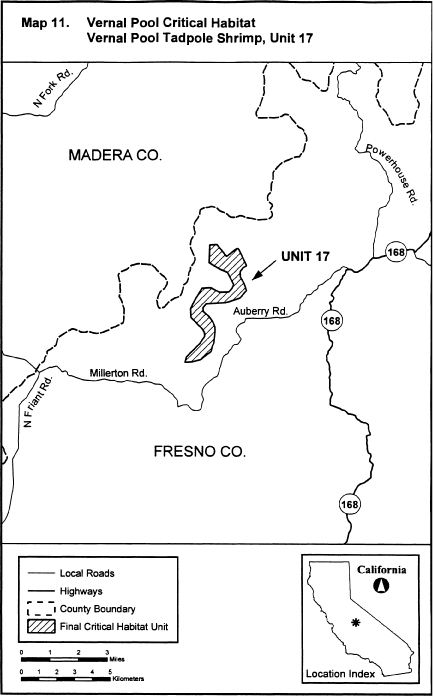 Map 11. Vernal Pool Critical Habitat
Vernal Pool Tadpole Shrimp, Unit 17
N Fork Rd.
Powerhouse Rd.
MADERA CO.
168
UNIT 17
Auberry Rd.
168
Millerton Rd.
N Friant Rd.
FRESNO CO.
168
Local Roads
Highways
County Boundary
Final Critical Habitat Unit
0 1 2 3
Miles
0 1 2 3 4 5
Kilometers
California
Location Index